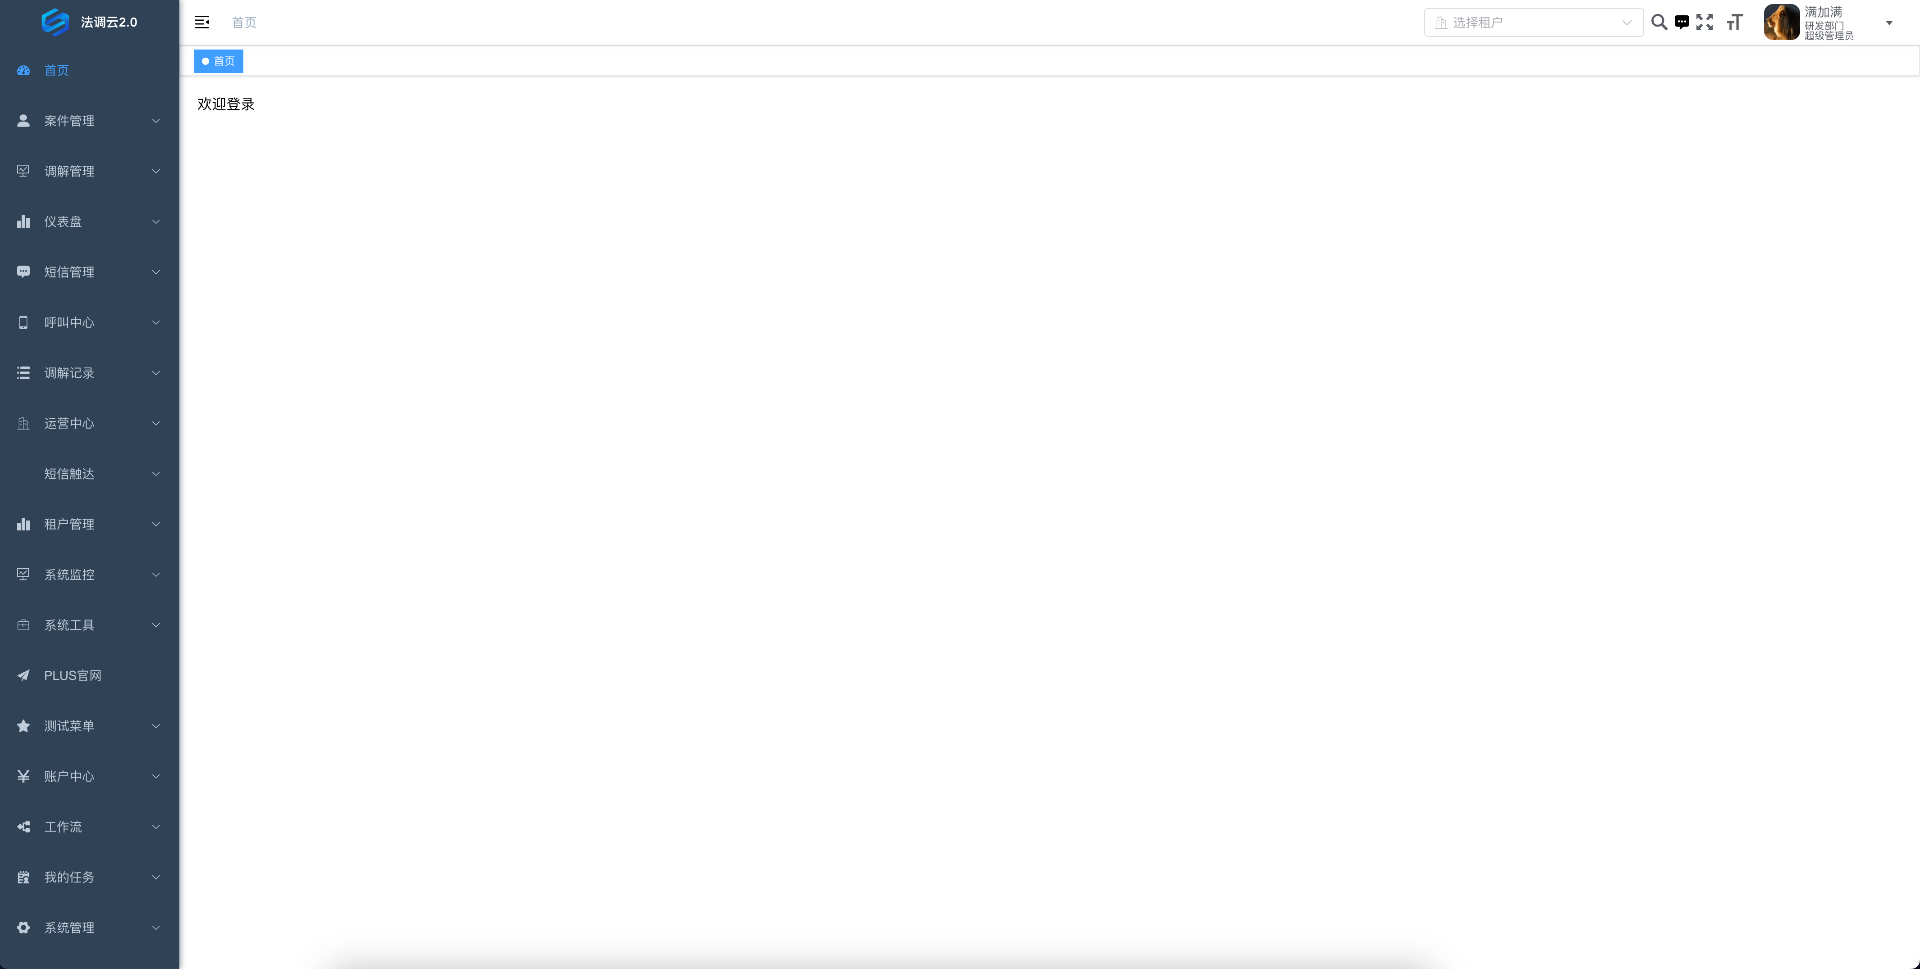 法调云2.0
首页
选择租户
满加满
研发部门
超级管理员
首页
首页
欢迎登录
案件管理
调解管理
仪表盘
短信管理
呼叫中心
调解记录
运营中心
短信触达
租户管理
系统监控
系统工具
PLUS官网
测试菜单
账户中心
工作流
我的任务
系统管理